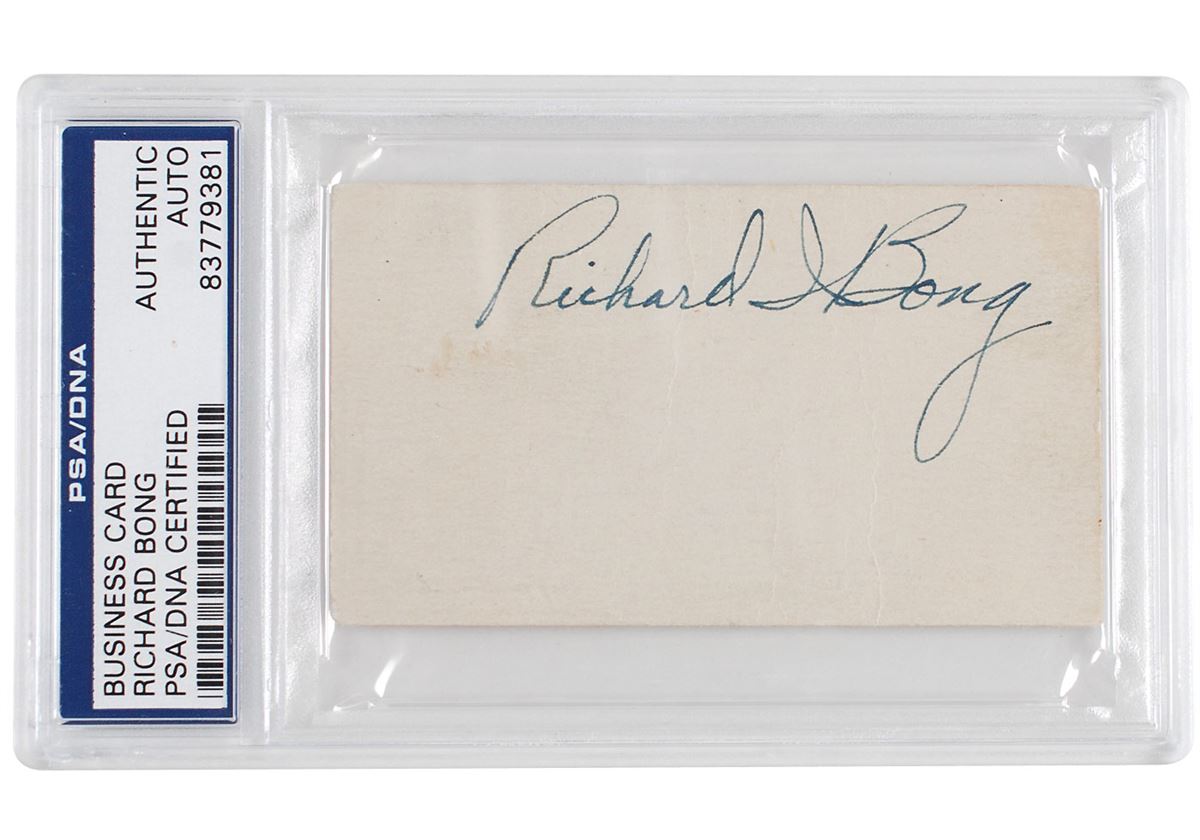 PSA/DNA
BUSINESS CARD AUTHENTIC
RICHARD BONG AUTO
PSA/DNA CERTIFIED 83779381
Richard I Bong